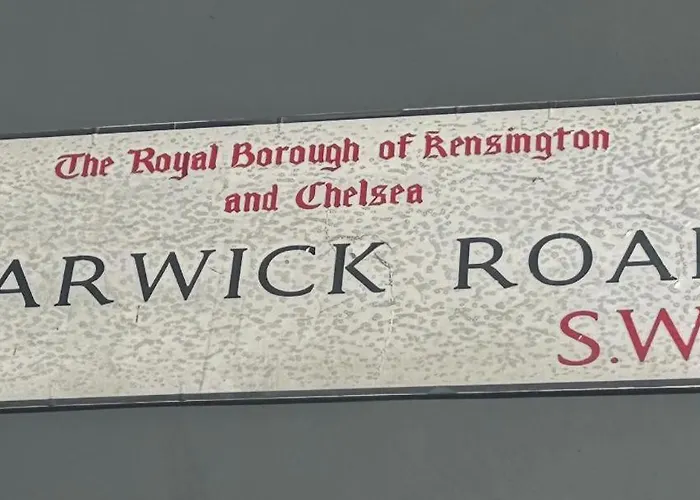 The Royal Borough of Kensington
and Chelsea
ARWICK ROA
S.W